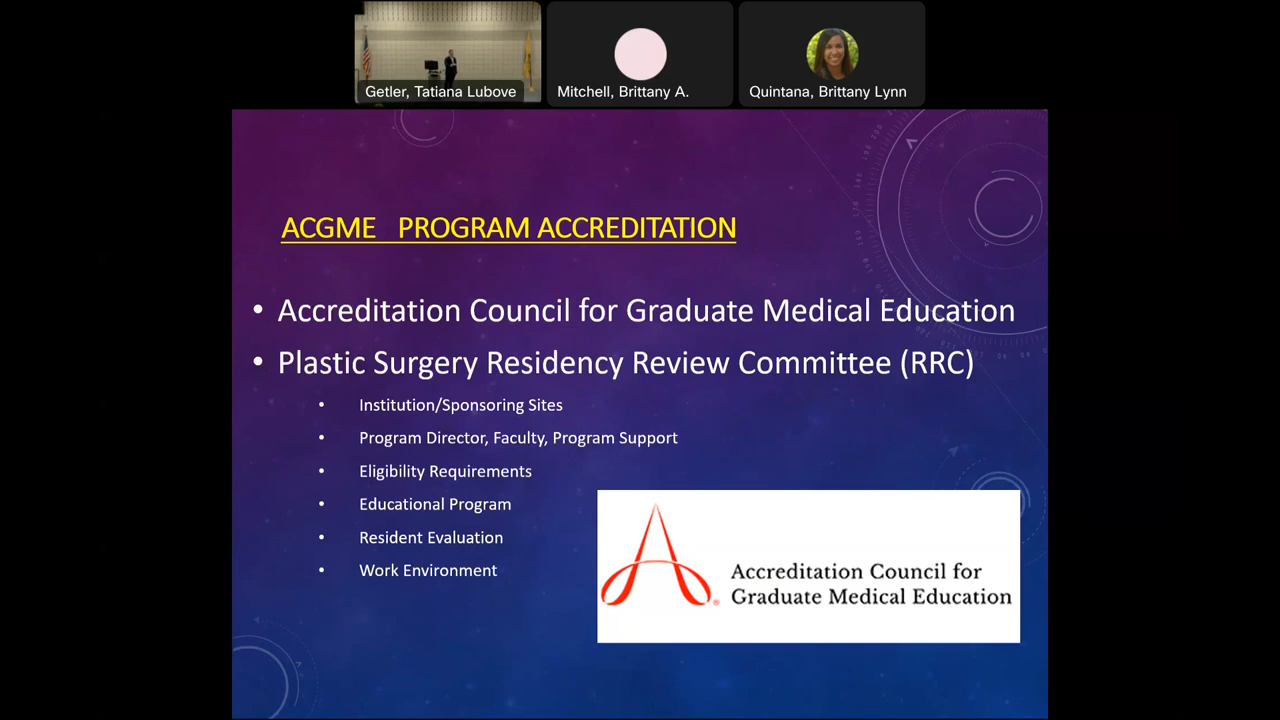 Getler, Tatiana Lubove
Mitchell, Brittany A.
Quintana, Brittany Lynn
ACGME PROGRAM ACCREDITATION
• Accreditation Council for Graduate Medical Education
• Plastic Surgery Residency Review Committee (RRC)
• Institution/Sponsoring Sites
• Program Director, Faculty, Program Support
• Eligibility Requirements
• Educational Program
• Resident Evaluation
• Work Environment
Accreditation Council for
Graduate Medical Education